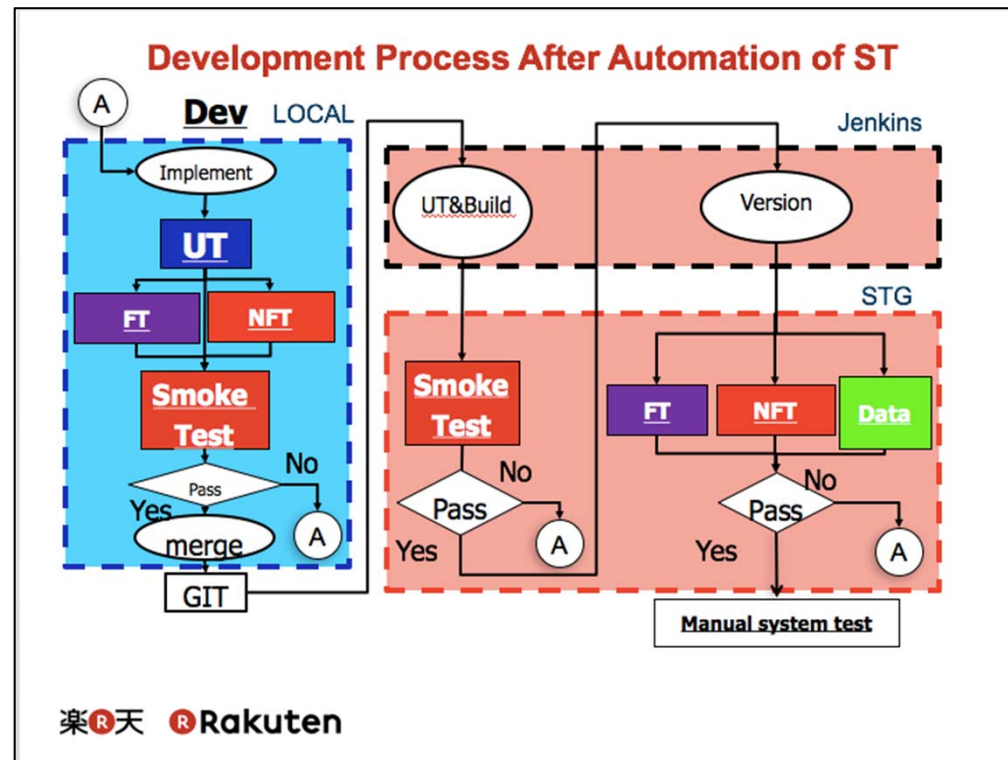 Development Process After Automation of ST
A
Dev
LOCAL
Implement
UT
FT
NFT
Smoke
Test
Pass
No
Yes
A
merge
GIT
Jenkins
UT&Build
Version
STG
Smoke
Test
No
Pass
Yes
A
FT
NFT
Data
No
Pass
Yes
A
Manual system test
楽R天 R Rakuten